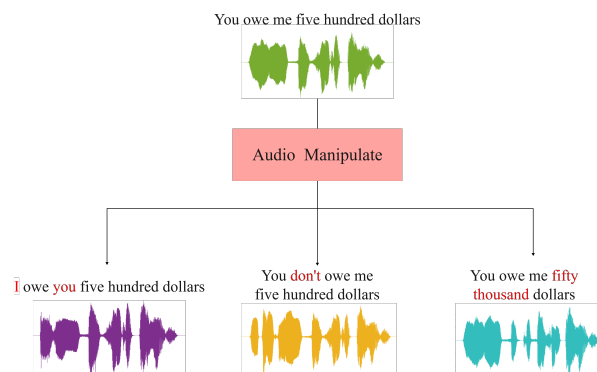 You owe me five hundred dollars
Audio Manipulate
I owe you five hundred dollars
You don't owe me
five hundred dollars
You owe me fifty
thousand dollars